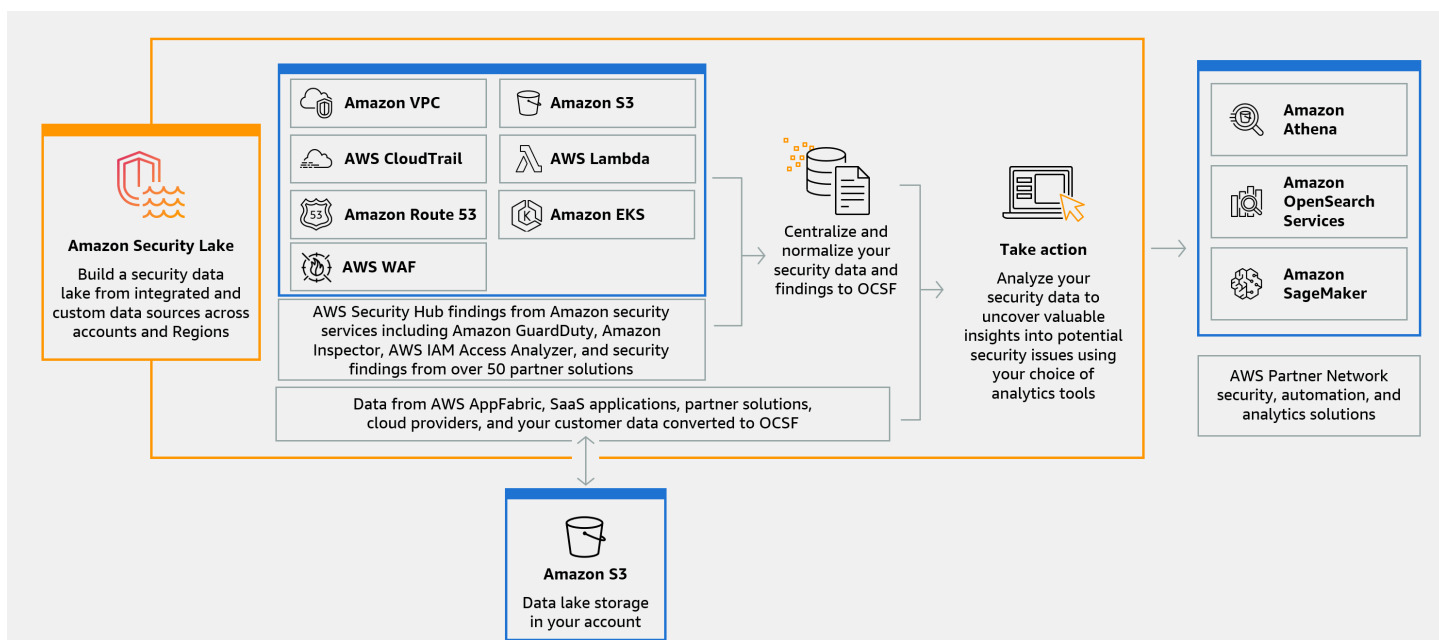 Amazon Security Lake
Build a security data
lake from integrated and
custom data sources across
accounts and Regions
Amazon VPC
Amazon S3
AWS CloudTrail
AWS Lambda
53
Amazon Route 53
K
Amazon EKS
AWS WAF
AWS Security Hub findings from Amazon security
services including Amazon GuardDuty, Amazon
Inspector, AWS IAM Access Analyzer, and security
findings from over 50 partner solutions
Data from AWS AppFabric, SaaS applications, partner solutions,
cloud providers, and your customer data converted to OCSF
Amazon S3
Data lake storage
in your account
Centralize and
normalize your
security data and
findings to OCSF
Take action
Analyze your
security data to
uncover valuable
insights into potential
security issues using
your choice of
analytics tools
Amazon
Athena
Amazon
OpenSearch
Services
Amazon
SageMaker
AWS Partner Network
security, automation, and
analytics solutions